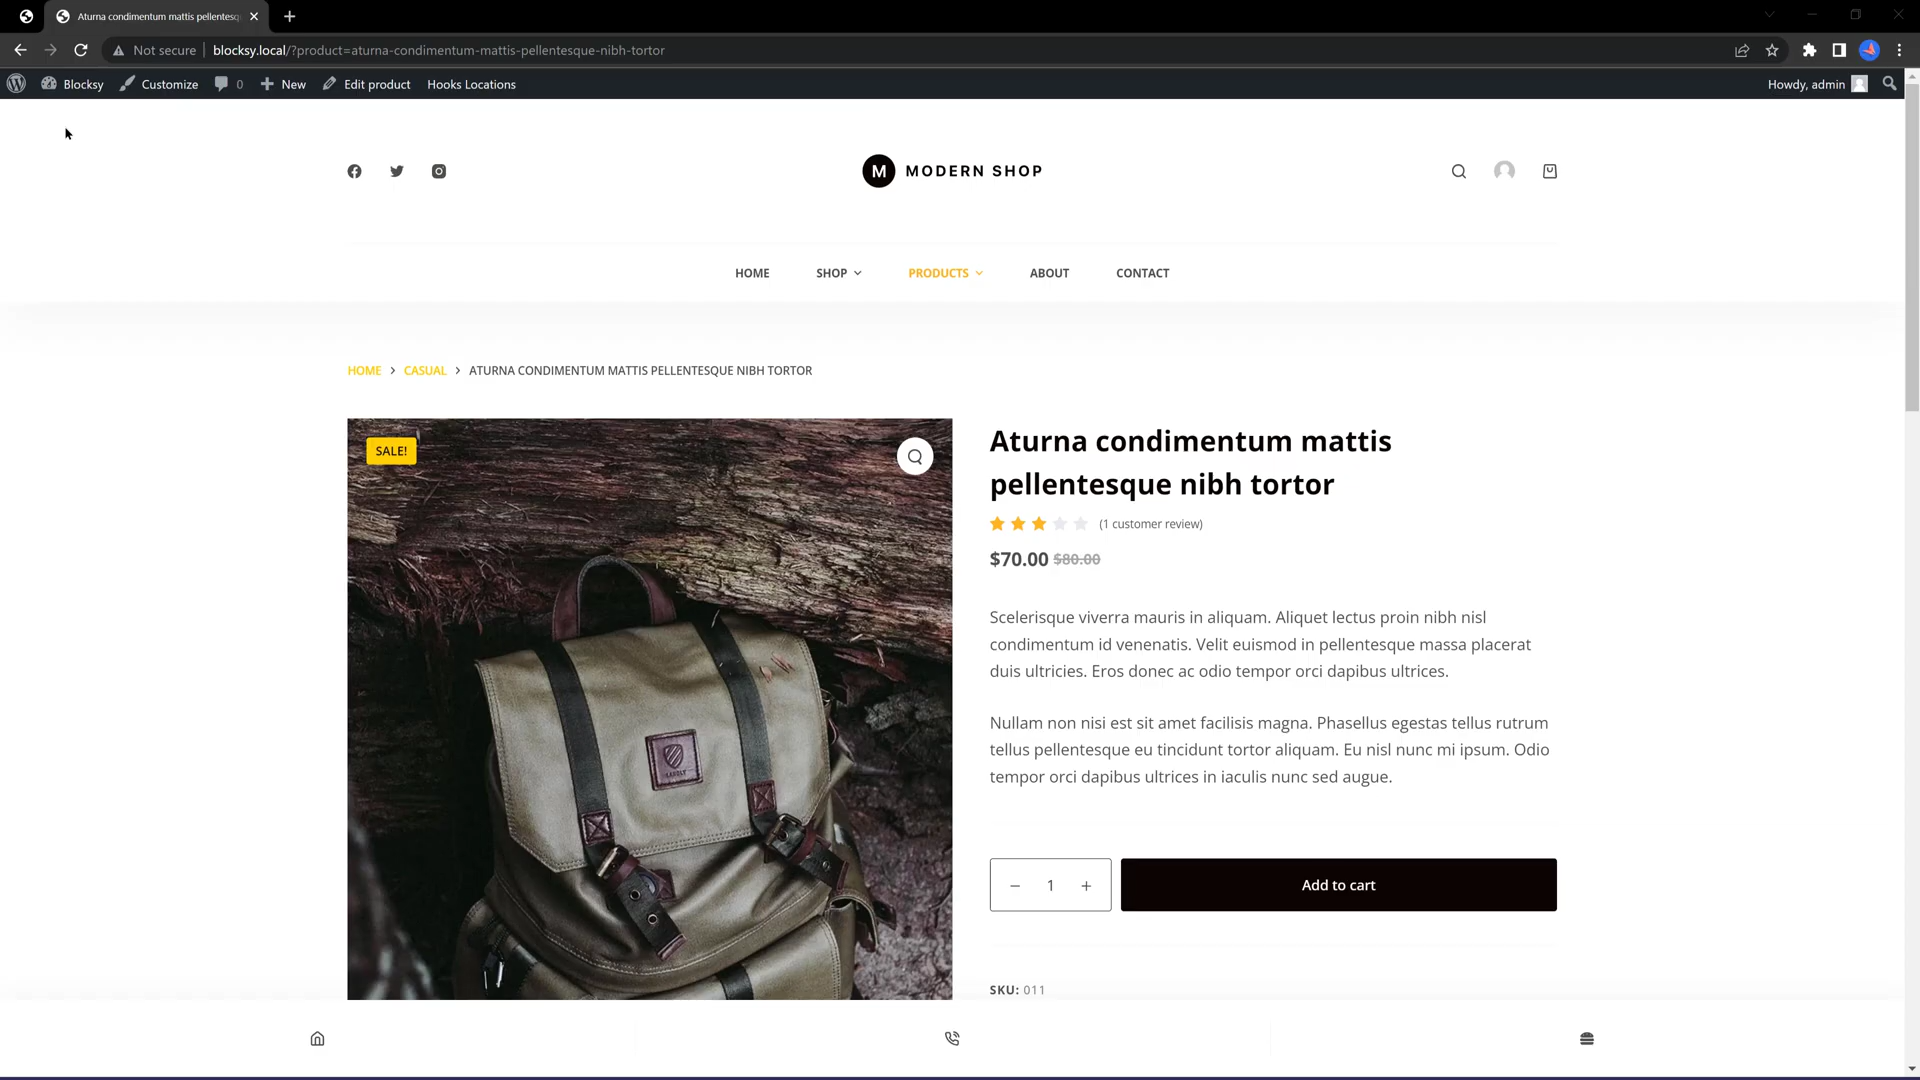 Aturna condimentum mattis pellentesq
Not secure
blocksy.local/?product=aturna-condimentum-mattis-pellentesque-nibh-tortor
Blocksy
Customize
0
New
Edit product
Hooks Locations
Howdy, admin
M MODERN SHOP
HOME
SHOP
PRODUCTS
ABOUT
CONTACT
HOME > CASUAL > ATURNA CONDIMENTUM MATTIS PELLENTESQUE NIBH TORTOR
SALE!
Aturna condimentum mattis
pellentesque nibh tortor
(1 customer review)
$70.00 $80.00
Scelerisque viverra mauris in aliquam. Aliquet lectus proin nibh nisl
condimentum id venenatis. Velit euismod in pellentesque massa placerat
duis ultricies. Eros donec ac odio tempor orci dapibus ultrices.
Nullam non nisi est sit amet facilisis magna. Phasellus egestas tellus rutrum
tellus pellentesque eu tincidunt tortor aliquam. Eu nisl nunc mi ipsum. Odio
tempor orci dapibus ultrices in iaculis nunc sed augue.
− 1 +
Add to cart
SKU: 011